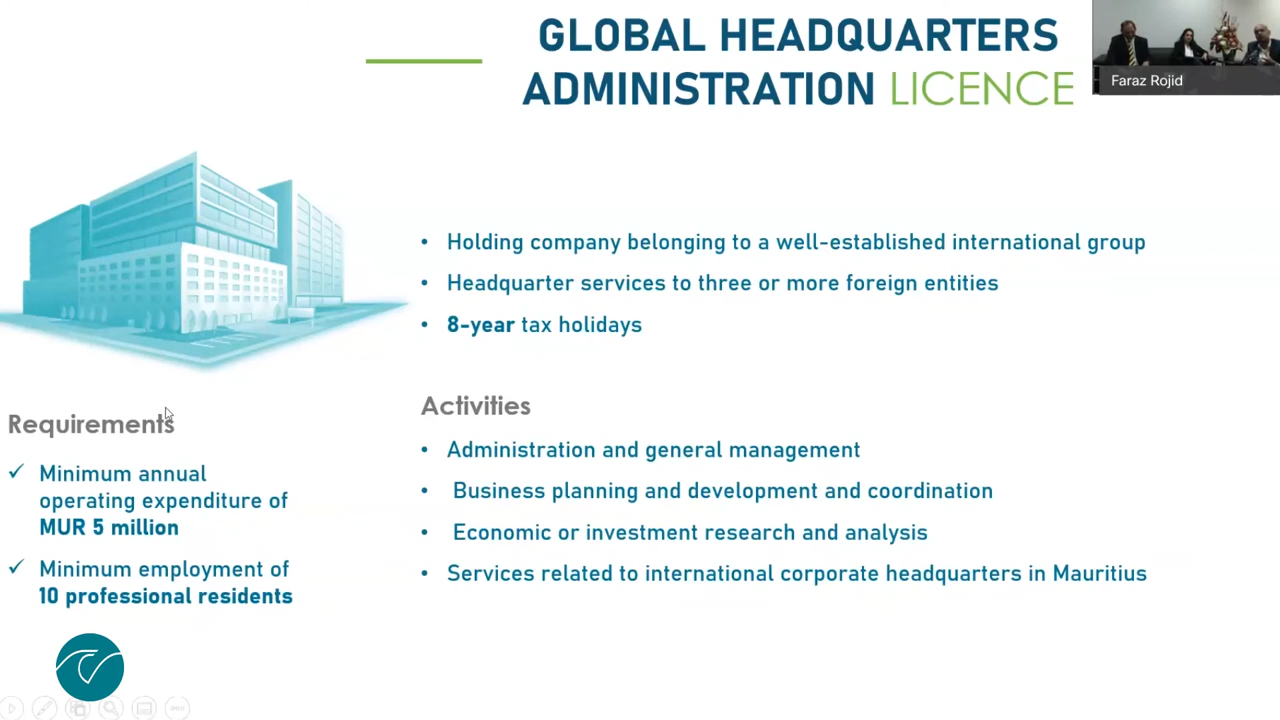 GLOBAL HEADQUARTERS
ADMINISTRATION LICENCE
Faraz Rojid
• Holding company belonging to a well-established international group
• Headquarter services to three or more foreign entities
• 8-year tax holidays
Requirements
✓ Minimum annual
operating expenditure of
MUR 5 million
✓ Minimum employment of
10 professional residents
Activities
• Administration and general management
• Business planning and development and coordination
• Economic or investment research and analysis
• Services related to international corporate headquarters in Mauritius